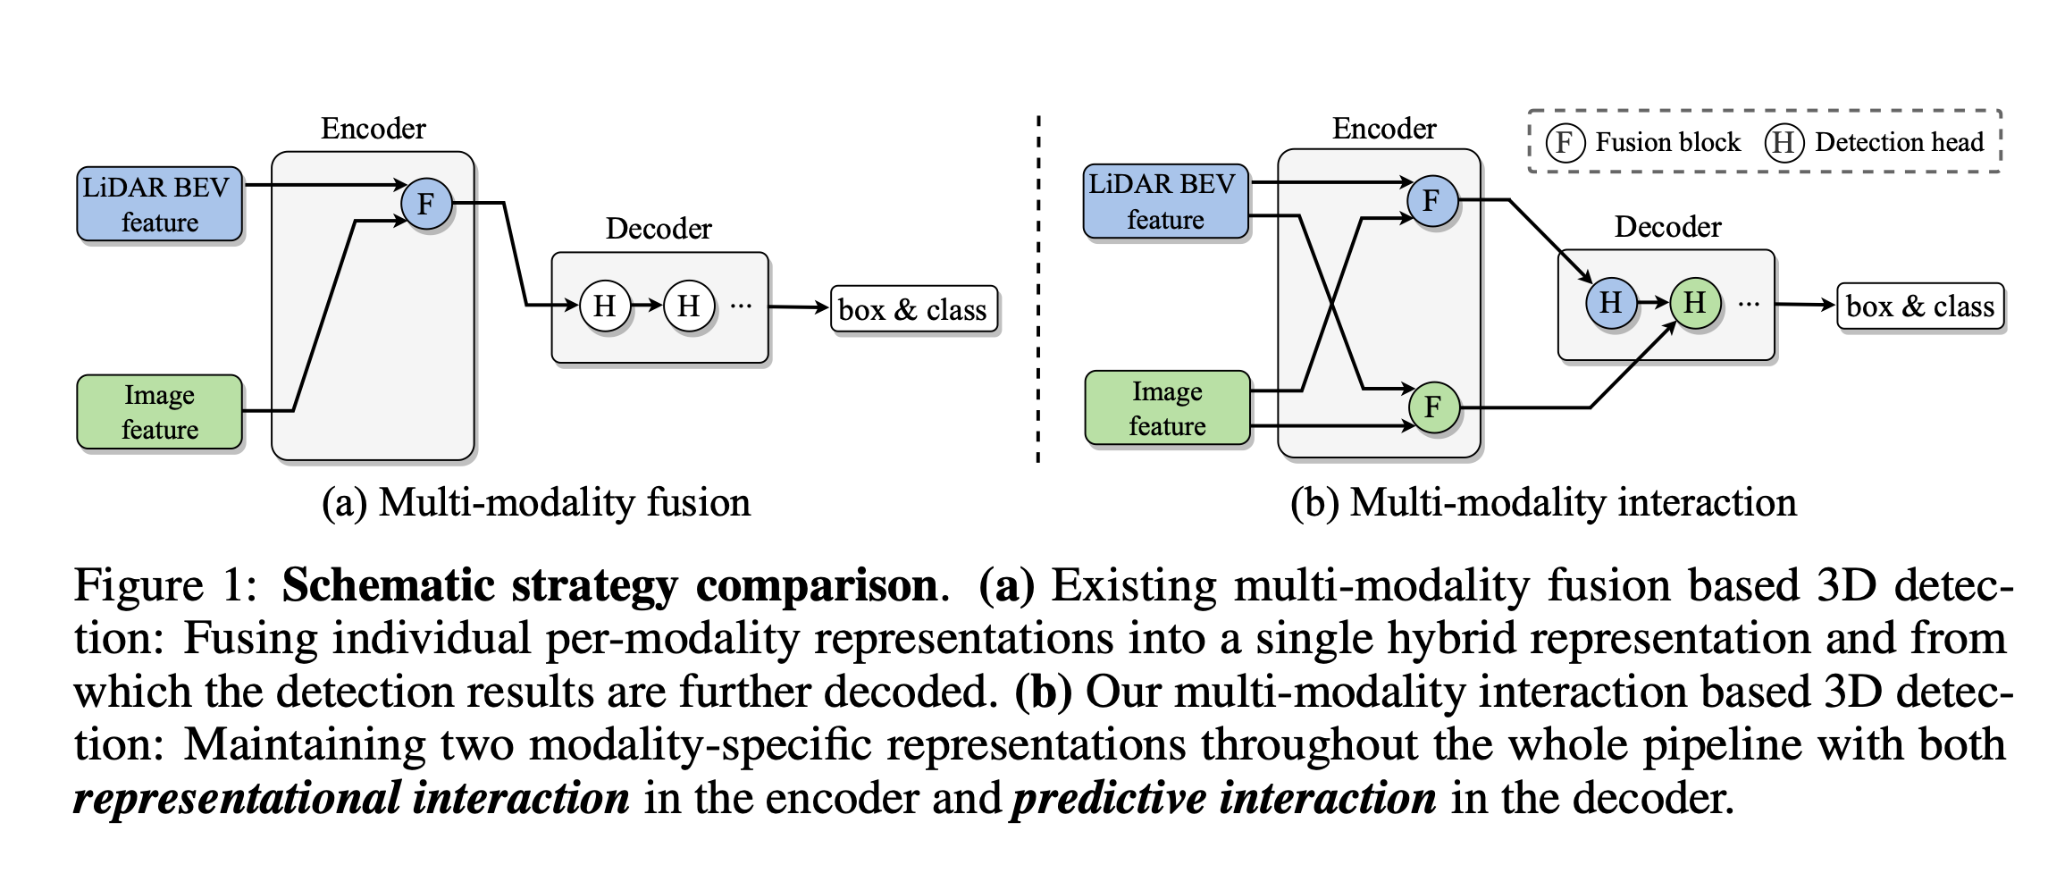 Encoder
LiDAR BEV
feature
F
Decoder
H H ...
box & class
Image
feature
(a) Multi-modality fusion
Encoder
F Fusion block H Detection head
LiDAR BEV
feature
F
Decoder
H H ...
box & class
Image
feature
F
(b) Multi-modality interaction
Figure 1: Schematic strategy comparison. (a) Existing multi-modality fusion based 3D detec-
tion: Fusing individual per-modality representations into a single hybrid representation and from
which the detection results are further decoded. (b) Our multi-modality interaction based 3D detec-
tion: Maintaining two modality-specific representations throughout the whole pipeline with both
representational interaction in the encoder and predictive interaction in the decoder.